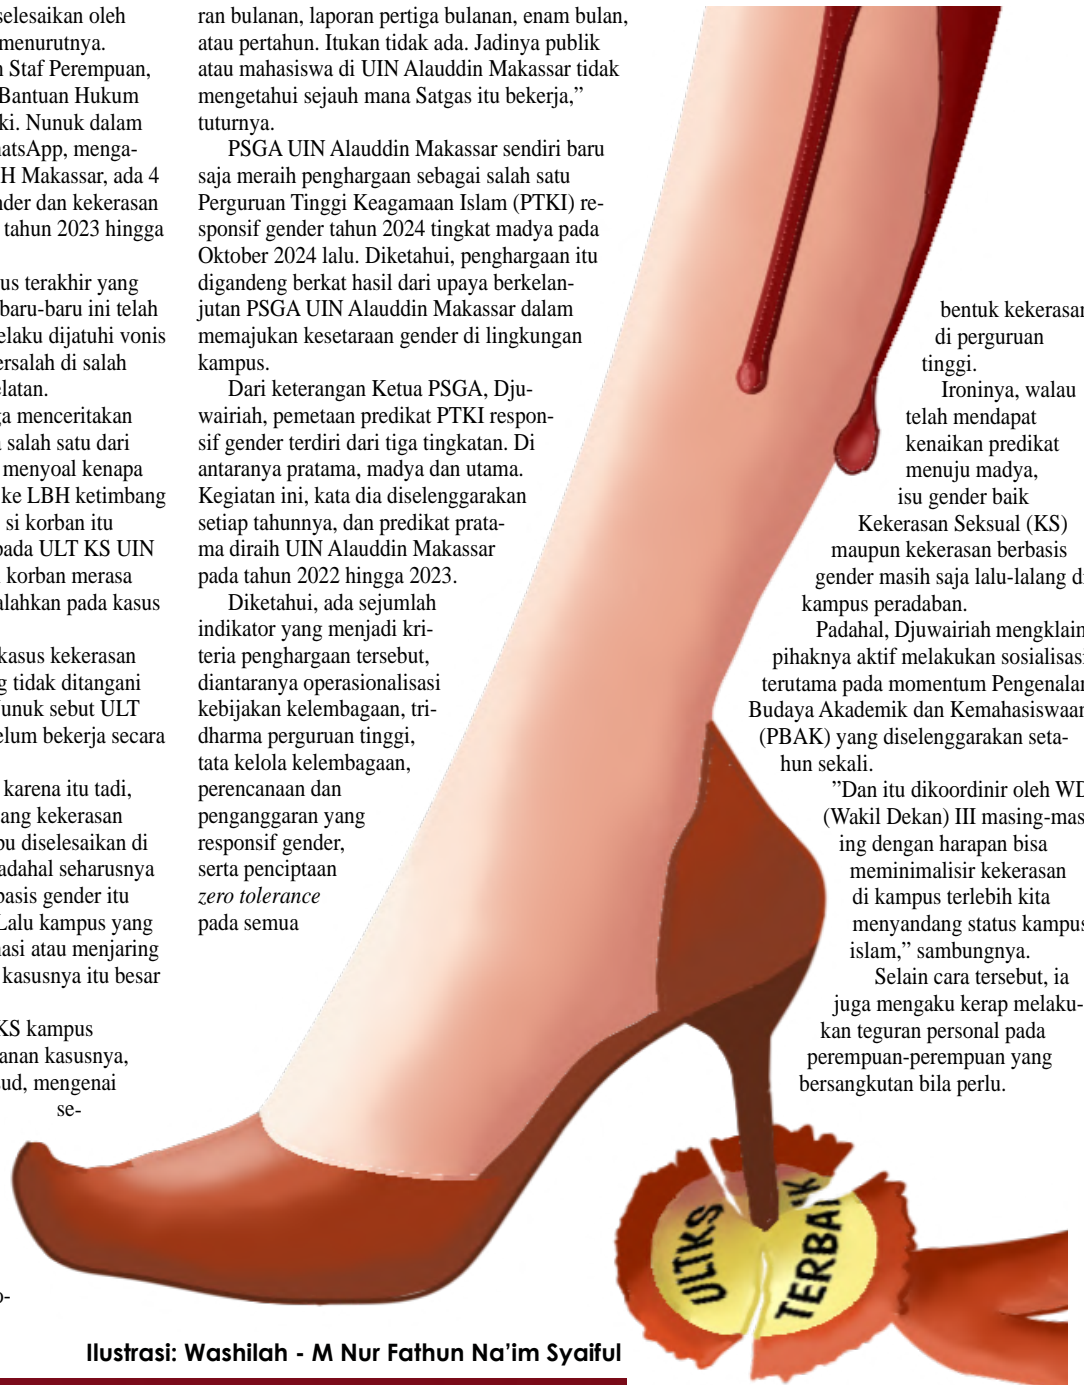 selesaikan oleh
menurutnya.
n Staf Perempuan,
Bantuan Hukum
ki. Nunuk dalam
atsApp, menga-
H Makassar, ada 4
nder dan kekerasan
tahun 2023 hingga
us terakhir yang
baru-baru ini telah
elaku dijatuhi vonis
ersalah di salah
elatan.
ga menceritakan
salah satu dari
menyoal kenapa
ke LBH ketimbang
si korban itu
pada ULT KS UIN
korban merasa
alahkan pada kasus
kasus kekerasan
g tidak ditangani
unuk sebut ULT
elum bekerja secara
karena itu tadi,
ang kekerasan
pu diselesaikan di
adahal seharusnya
basis gender itu
Lalu kampus yang
nasi atau menjaring
kasusnya itu besar
KS kampus
anan kasusnya,
sud, mengenai
se-
o-
ran bulanan, laporan pertiga bulanan, enam bulan,
atau pertahun. Itukan tidak ada. Jadinya publik
atau mahasiswa di UIN Alauddin Makassar tidak
mengetahui sejauh mana Satgas itu bekerja,”
tuturnya.
PSGA UIN Alauddin Makassar sendiri baru
saja meraih penghargaan sebagai salah satu
Perguruan Tinggi Keagamaan Islam (PTKI) re-
sponsif gender tahun 2024 tingkat madya pada
Oktober 2024 lalu. Diketahui, penghargaan itu
digandeng berkat hasil dari upaya berkelan-
jutan PSGA UIN Alauddin Makassar dalam
memajukan kesetaraan gender di lingkungan
kampus.
Dari keterangan Ketua PSGA, Dju-
wairiah, pemetaan predikat PTKI respon-
sif gender terdiri dari tiga tingkatan. Di
antaranya pratama, madya dan utama.
Kegiatan ini, kata dia diselenggarakan
setiap tahunnya, dan predikat prata-
ma diraih UIN Alauddin Makassar
pada tahun 2022 hingga 2023.
Diketahui, ada sejumlah
indikator yang menjadi kri-
teria penghargaan tersebut,
diantaranya operasionalisasi
kebijakan kelembagaan, tri-
dharma perguruan tinggi,
tata kelola kelembagaan,
perencanaan dan
penganggaran yang
responsif gender,
serta penciptaan
zero tolerance
pada semua
bentuk kekerasan
di perguruan
tinggi.
Ironinya, walau
telah mendapat
kenaikan predikat
menuju madya,
isu gender baik
Kekerasan Seksual (KS)
maupun kekerasan berbasis
gender masih saja lalu-lalang di
kampus peradaban.
Padahal, Djuwairiah mengklaim
pihaknya aktif melakukan sosialisasi
terutama pada momentum Pengenalan
Budaya Akademik dan Kemahasiswaan
(PBAK) yang diselenggarakan seta-
hun sekali.
”Dan itu dikoordinir oleh WD
(Wakil Dekan) III masing-mas
ing dengan harapan bisa
meminimalisir kekerasan
di kampus terlebih kita
menyandang status kampus
islam,” sambungnya.
Selain cara tersebut, ia
juga mengaku kerap melaku-
kan teguran personal pada
perempuan-perempuan yang
bersangkutan bila perlu.
ULTKS
TERBAI
IK
Ilustrasi: Washilah - M Nur Fathun Na’im Syaiful